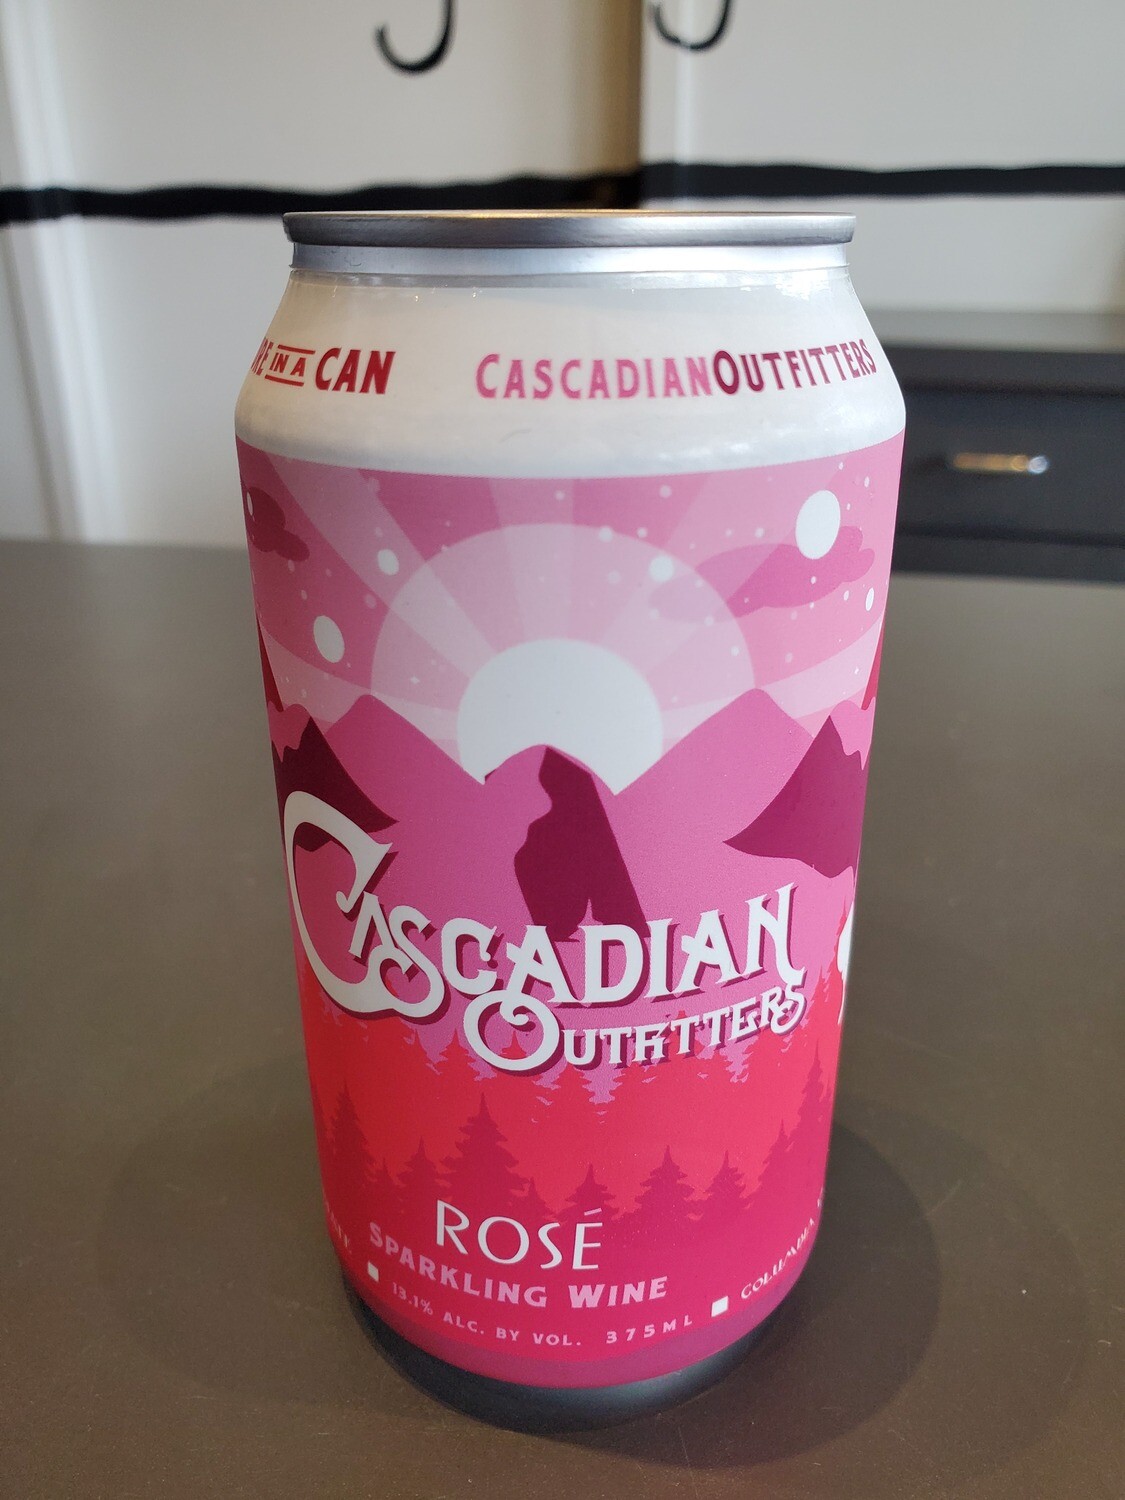 IN A CAN
CASCADIANOUTFITTERS
CASCADIAN
OUTFITTERS
ROSÉ
SPARKLING WINE
13.1% ALC. BY VOL. 375ML